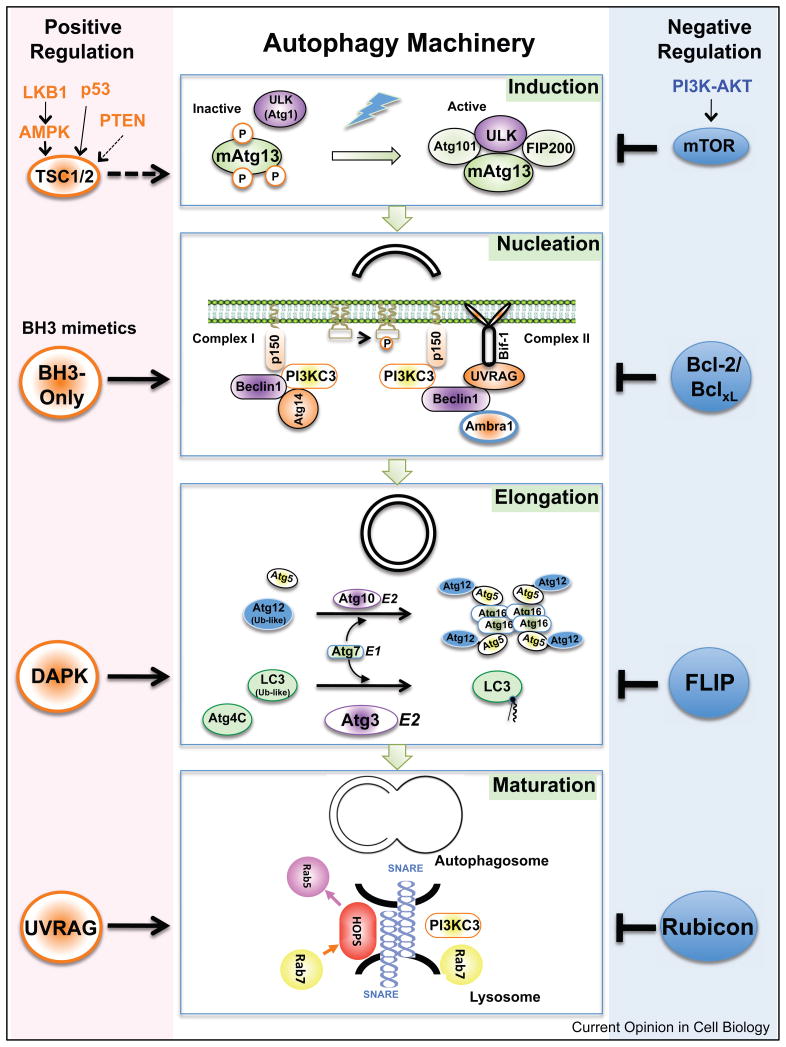 Positive
Regulation
Autophagy Machinery
Negative
Regulation
LKB1
p53
AMPK
PTEN
TSC1/2
Induction
Inactive
ULK
(Atg1)
P
mAtg13
P
P
Active
Atg101
ULK
FIP200
mAtg13
PI3K-AKT
mTOR
Nucleation
BH3 mimetics
BH3-
Only
Complex I
p150
P
p150
Bif-1
Complex II
Beclin1
PI3KC3
Atg14
PI3KC3
UVRAG
Beclin1
Ambra1
Bcl-2/
BclxL
Elongation
DAPK
Atg5
Atg12
(Ub-like)
Atg10
E2
Atg7
E1
LC3
(Ub-like)
Atg4C
Atg3
E2
Atg12
Atg5
Atg5
Atg12
Atg16
Atg16
Atg16
Atg16
Atg12
Atg5
Atg5
Atg12
LC3
FLIP
Maturation
UVRAG
Autophagosome
SNARE
Rab5
HOPS
PI3KC3
Rab7
Rab7
SNARE
Lysosome
Rubicon
Current Opinion in Cell Biology